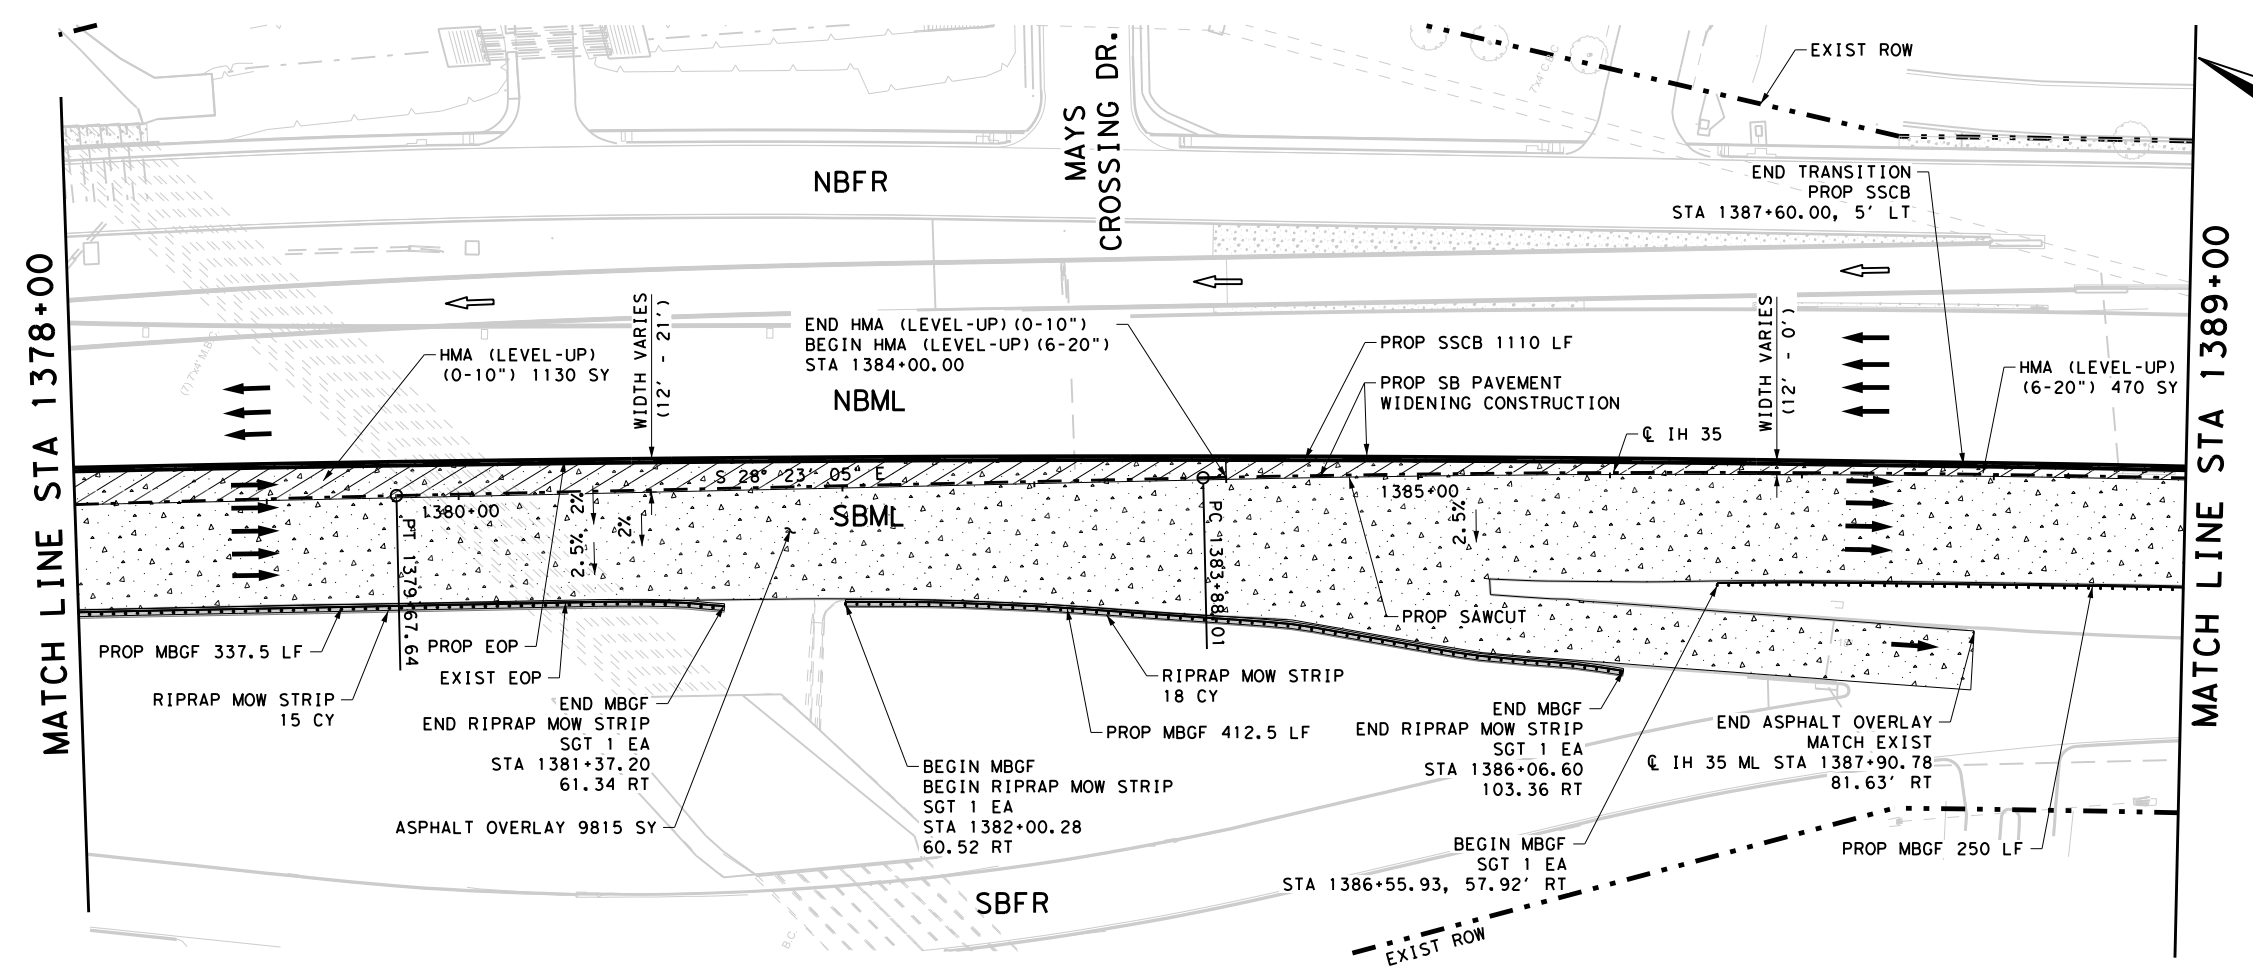 EXIST ROW
MAYS
CROSSING DR.
7'x4' C.B.C.
NBFR
END TRANSITION
PROP SSCB
STA 1387+60.00, 5' LT
MATCH LINE STA 1378+00
MATCH LINE STA 1389+00
(7) 7'x4' M.B.C.
WIDTH VARIES
(12' - 21')
END HMA (LEVEL-UP)(0-10")
BEGIN HMA (LEVEL-UP)(6-20")
STA 1384+00.00
WIDTH VARIES
(12' - 0')
HMA (LEVEL-UP)
(0-10") 1130 SY
PROP SSCB 1110 LF
PROP SB PAVEMENT
WIDENING CONSTRUCTION
HMA (LEVEL-UP)
(6-20") 470 SY
NBML
℄ IH 35
S 28° 23' 05" E
1380+00
2%
2.5%
2%
SBML
1385+00
2.5%
PT 1379+67.64
PC 1383+88.01
PROP SAWCUT
PROP MBGF 337.5 LF
PROP EOP
EXIST EOP
RIPRAP MOW STRIP
15 CY
RIPRAP MOW STRIP
18 CY
END MBGF
END RIPRAP MOW STRIP
SGT 1 EA
STA 1381+37.20
61.34 RT
PROP MBGF 412.5 LF
END MBGF
END RIPRAP MOW STRIP
SGT 1 EA
STA 1386+06.60
103.36 RT
END ASPHALT OVERLAY
MATCH EXIST
℄ IH 35 ML STA 1387+90.78
81.63' RT
BEGIN MBGF
BEGIN RIPRAP MOW STRIP
SGT 1 EA
STA 1382+00.28
60.52 RT
ASPHALT OVERLAY 9815 SY
BEGIN MBGF
SGT 1 EA
STA 1386+55.93, 57.92' RT
PROP MBGF 250 LF
SBFR
B.C.
EXIST ROW